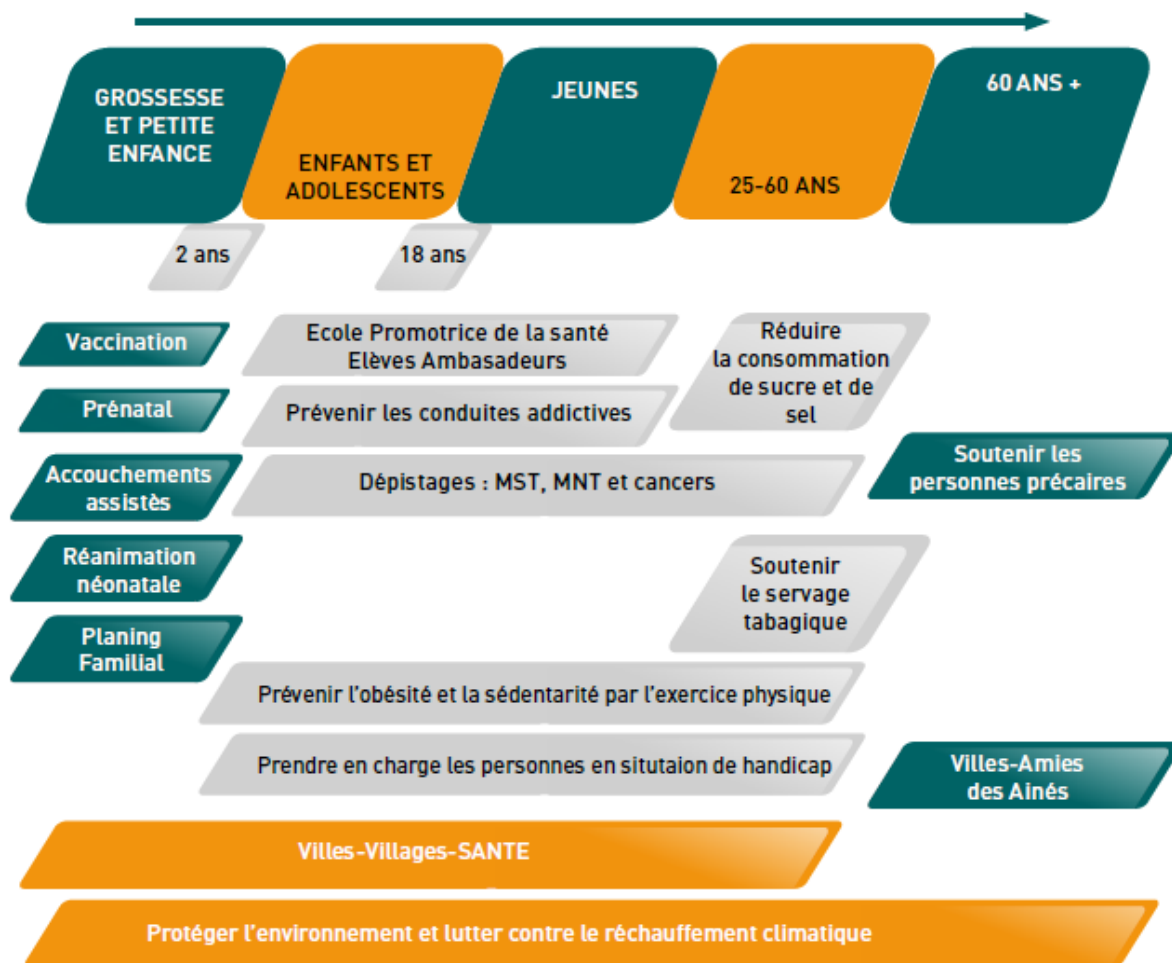 GROSSESSE
ET PETITE
ENFANCE
ENFANTS ET
ADOLESCENTS
JEUNES
25-60 ANS
60 ANS +
2 ans
18 ans
Vaccination
Ecole Promotrice de la santé
Elèves Ambasadeurs
Réduire
la consommation
de sucre et de
sel
Prénatal
Prévenir les conduites addictives
Accouchements
assistès
Dépistages : MST, MNT et cancers
Soutenir les
personnes précaires
Réanimation
néonatale
Soutenir
le servage
tabagique
Planing
Familial
Prévenir l'obésité et la sédentarité par l'exercice physique
Prendre en charge les personnes en situtaion de handicap
Villes-Amies
des Ainés
Villes-Villages-SANTE
Protéger l'environnement et lutter contre le réchauffement climatique